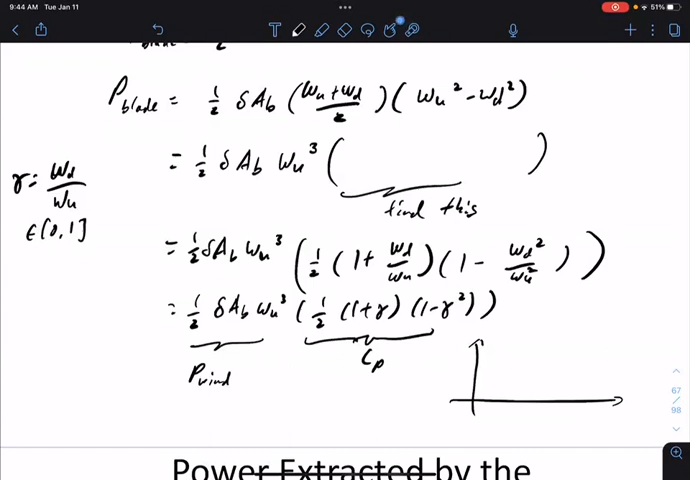 9:44 AM Tue Jan 11
51%
P_blade = 1/2 δ A_b ( (w_u + w_d)/2 ) ( w_u² - w_d² )
= 1/2 δ A_b w_u³ ( )
find this
γ = w_d/w_u
∈ [0,1]
= 1/2 δ A_b w_u³ ( 1/2 ( 1 + w_d/w_u ) ( 1 - w_d²/w_u² ) )
= 1/2 δ A_b w_u³ ( 1/2 (1+γ) (1-γ²) )
P_wind
C_p
67 / 98
Power Extracted by the